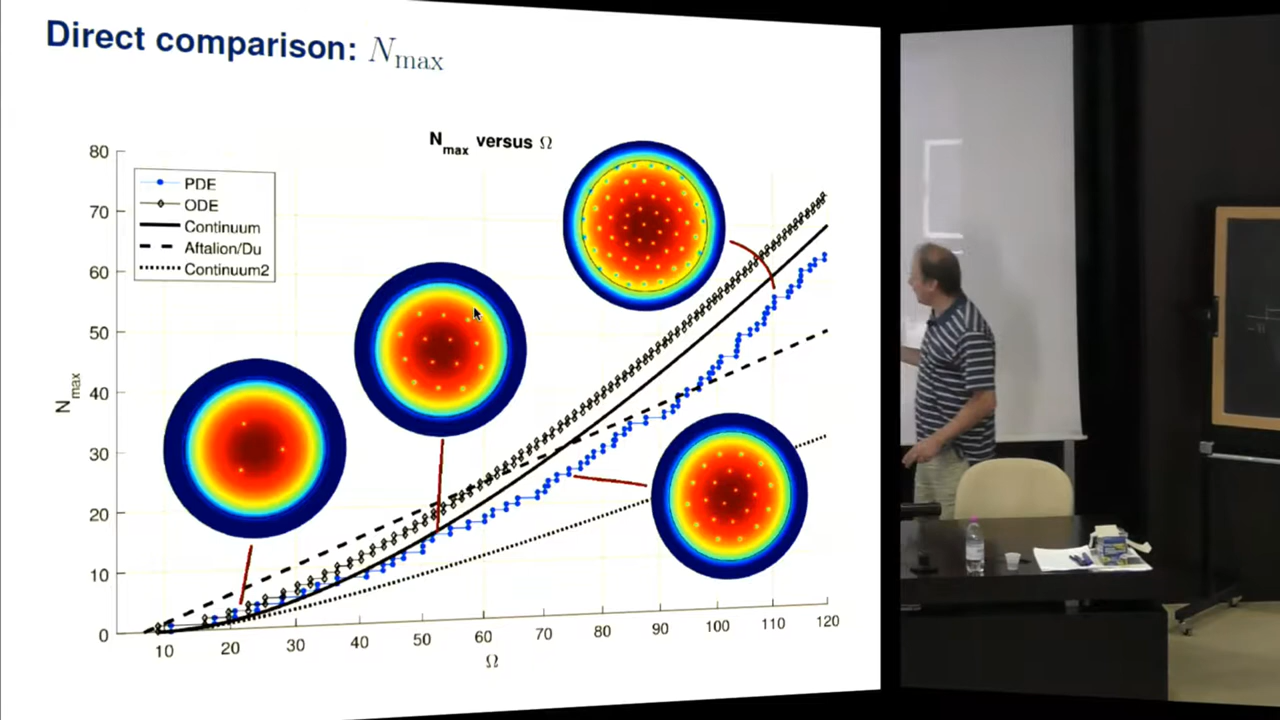 Direct comparison: N_max
N_max versus Ω
PDE
ODE
Continuum
Aftalion/Du
Continuum2
80
70
60
50
40
30
20
10
0
N_max
10 20 30 40 50 60 70 80 90 100 110 120
Ω